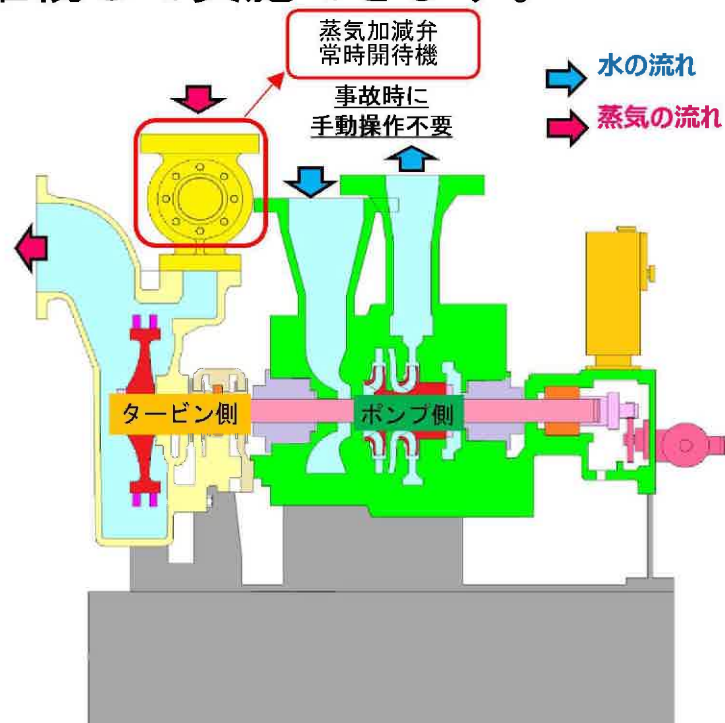 蒸気加減弁
常時開待機
事故時に
手動操作不要
水の流れ
蒸気の流れ
タービン側
ポンプ側